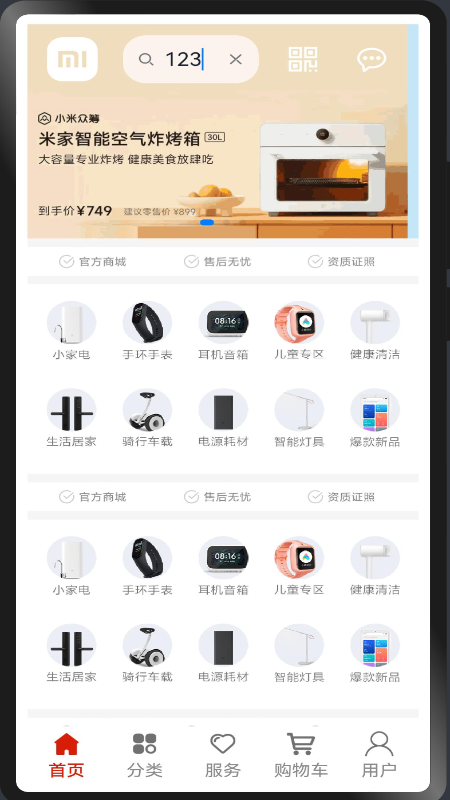 mi 123
小米众筹
米家智能空气炸烤箱 30L
大容量专业炸烤 健康美食放肆吃
到手价¥749 建议零售价 ¥899
官方商城 售后无忧 资质证照
08:16
小家电 手环手表 耳机音箱 儿童专区 健康清洁
生活居家 骑行车载 电源耗材 智能灯具 爆款新品
官方商城 售后无忧 资质证照
08:16
小家电 手环手表 耳机音箱 儿童专区 健康清洁
生活居家 骑行车载 电源耗材 智能灯具 爆款新品
首页 分类 服务 购物车 用户